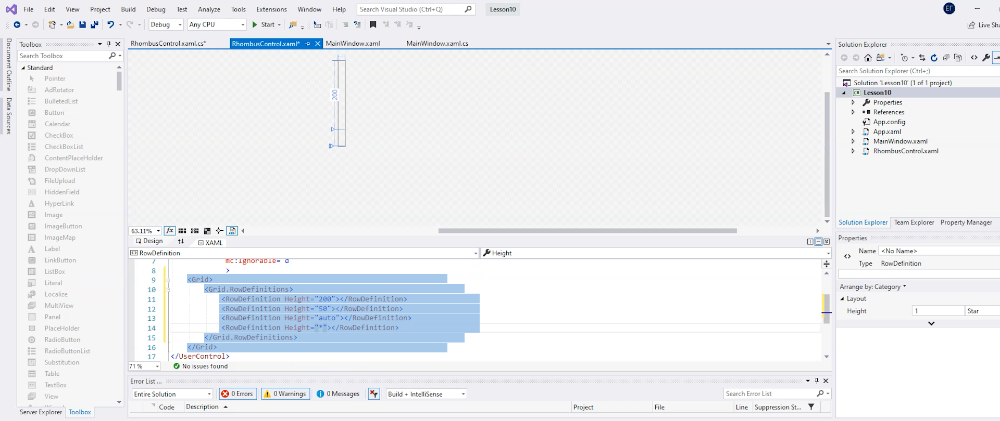 File Edit View Project Build Debug Test Analyze Tools Extensions Window Help Search Visual Studio (Ctrl+Q) Lesson10 ЕГ
Debug Any CPU Start Live Sha
Document Outline
Data Sources
Toolbox
Search Toolbox
Standard
Pointer
AdRotator
BulletedList
Button
Calendar
CheckBox
CheckBoxList
ContentPlaceHolder
DropDownList
FileUpload
HiddenField
HyperLink
Image
ImageButton
ImageMap
Label
LinkButton
ListBox
Literal
Localize
MultiView
Panel
PlaceHolder
RadioButton
RadioButtonList
Substitution
Table
TextBox
View
Server Explorer Toolbox
RhombusControl.xaml.cs* RhombusControl.xaml* MainWindow.xaml MainWindow.xaml.cs
200
63.11% fx
Design XAML
RowDefinition Height
7 mc:Ignorable= d
8 >
9 <Grid>
10 <Grid.RowDefinitions>
11 <RowDefinition Height="200"></RowDefinition>
12 <RowDefinition Height="50"></RowDefinition>
13 <RowDefinition Height="auto"></RowDefinition>
14 <RowDefinition Height="*"></RowDefinition>
15 </Grid.RowDefinitions>
16 </Grid>
17 </UserControl>
71 % No issues found
Error List ...
Entire Solution 0 Errors 0 Warnings 0 Messages Build + IntelliSense Search Error List
Code Description Project File Line Suppression St...
Solution Explorer
Search Solution Explorer (Ctrl+;)
Solution 'Lesson10' (1 of 1 project)
C# Lesson10
Properties
References
App.config
App.xaml
MainWindow.xaml
RhombusControl.xaml
Solution Explorer Team Explorer Property Manager
Properties
Name <No Name>
Type RowDefinition
Arrange by: Category
Layout
Height 1 Star